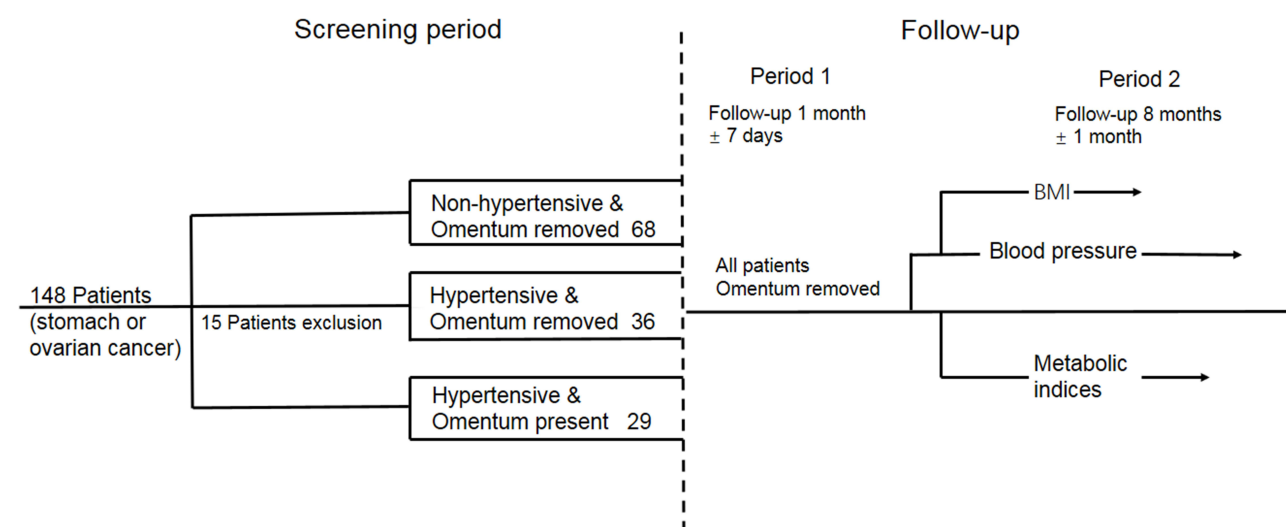 Screening period
Follow-up
Period 1
Follow-up 1 month
± 7 days
Period 2
Follow-up 8 months
± 1 month
148 Patients
(stomach or
ovarian cancer)
15 Patients exclusion
Non-hypertensive &
Omentum removed 68
Hypertensive &
Omentum removed 36
Hypertensive &
Omentum present 29
All patients
Omentum removed
BMI
Blood pressure
Metabolic
indices